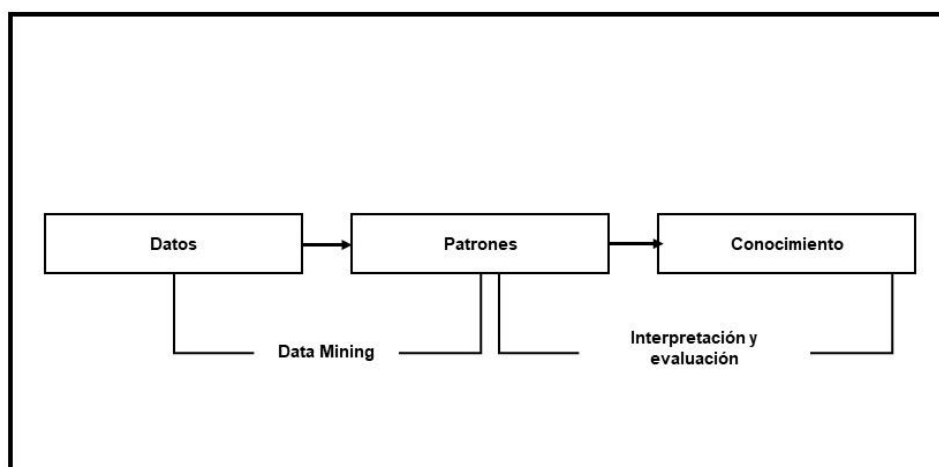 Datos
Patrones
Conocimiento
Data Mining
Interpretación y
evaluación